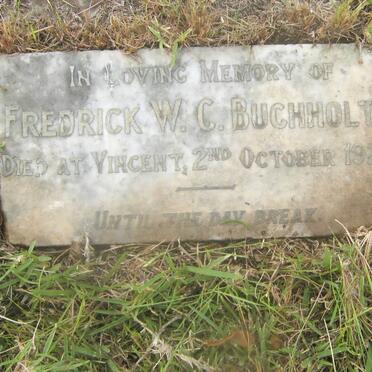 In Loving Memory of
Fredrick W. C. Buchholt
Died at Vincent, 2nd October 19
Until the day break.